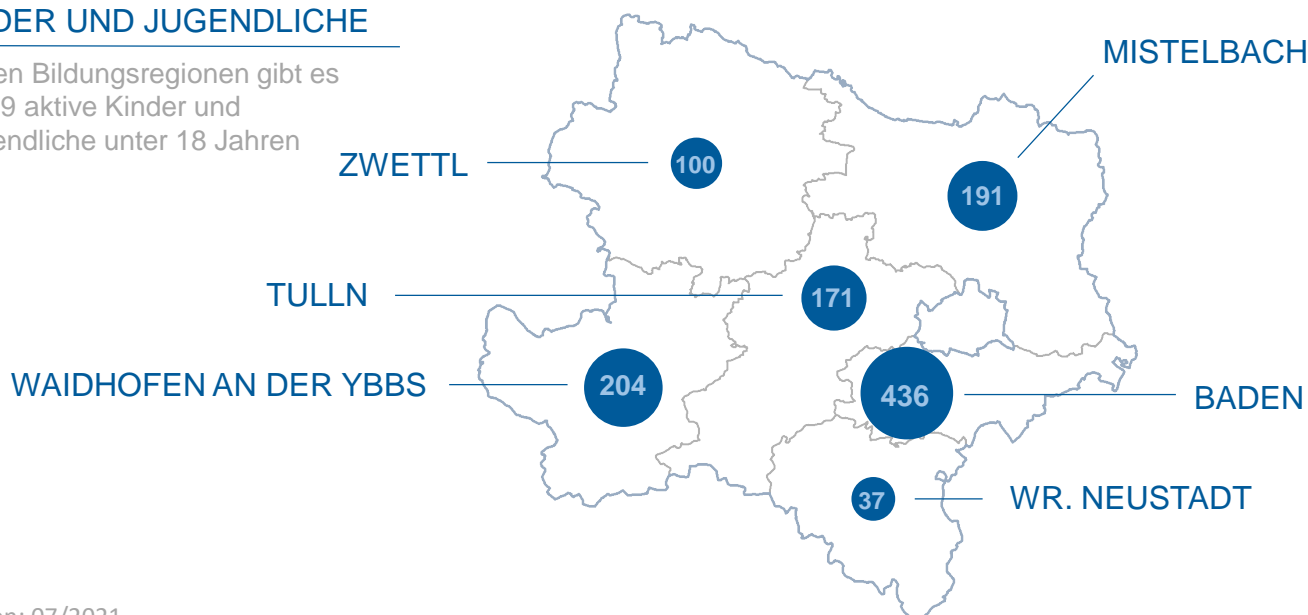 DER UND JUGENDLICHE
en Bildungsregionen gibt es
9 aktive Kinder und
endliche unter 18 Jahren
MISTELBACH
ZWETTL
100
191
TULLN
171
WAIDHOFEN AN DER YBBS
204
436
BADEN
37
WR. NEUSTADT